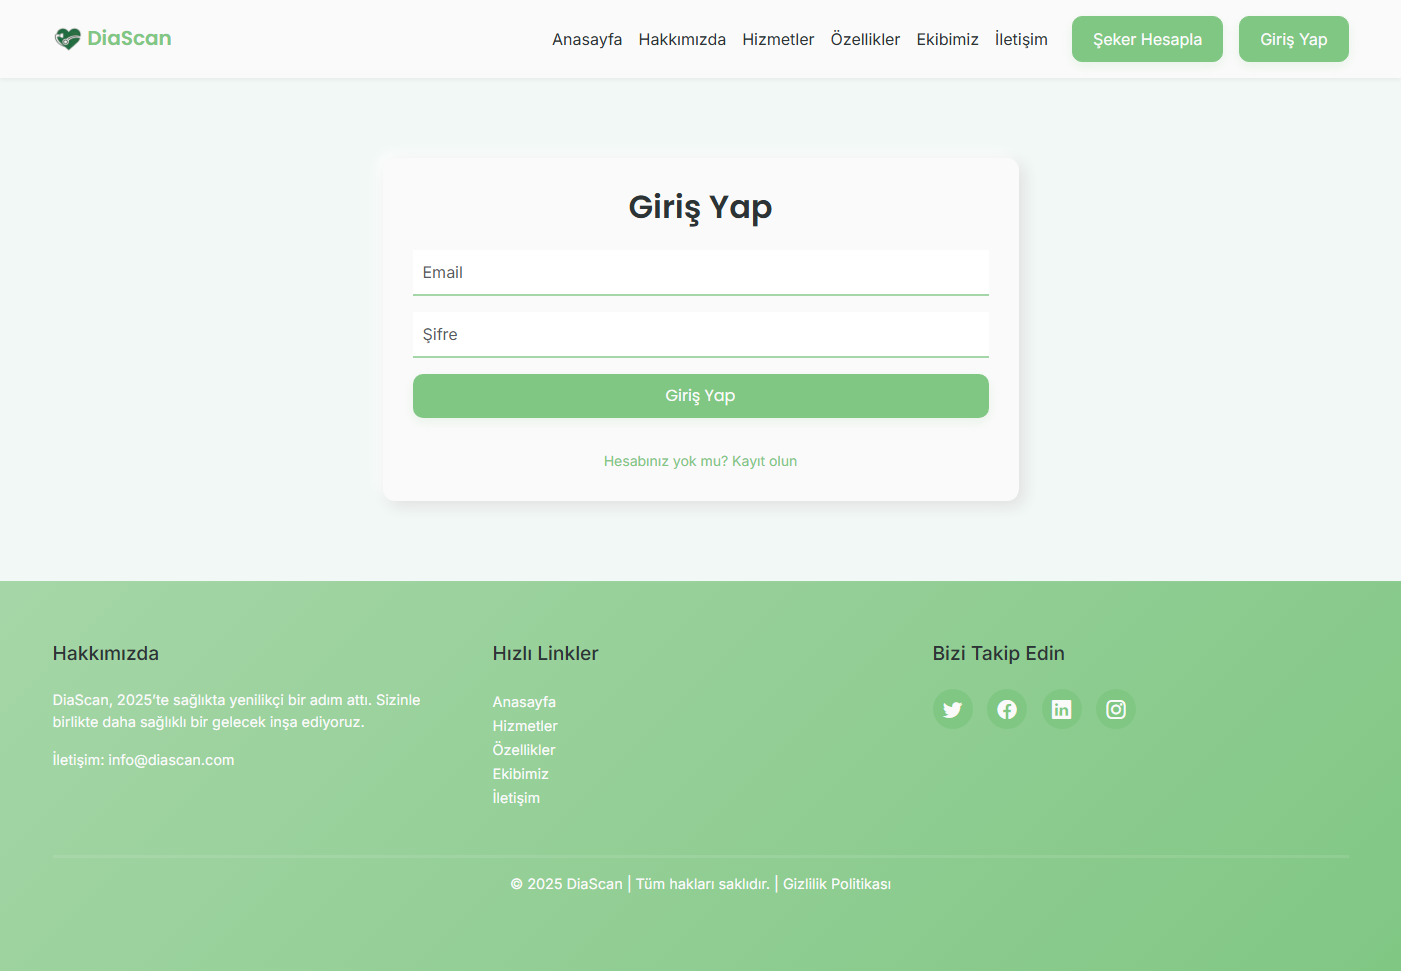 DiaScan
Anasayfa Hakkımızda Hizmetler Özellikler Ekibimiz İletişim Şeker Hesapla Giriş Yap
Giriş Yap
Email
Şifre
Giriş Yap
Hesabınız yok mu? Kayıt olun
Hakkımızda
DiaScan, 2025'te sağlıkta yenilikçi bir adım attı. Sizinle
birlikte daha sağlıklı bir gelecek inşa ediyoruz.
İletişim: info@diascan.com
Hızlı Linkler
Anasayfa
Hizmetler
Özellikler
Ekibimiz
İletişim
Bizi Takip Edin
© 2025 DiaScan | Tüm hakları saklıdır. | Gizlilik Politikası